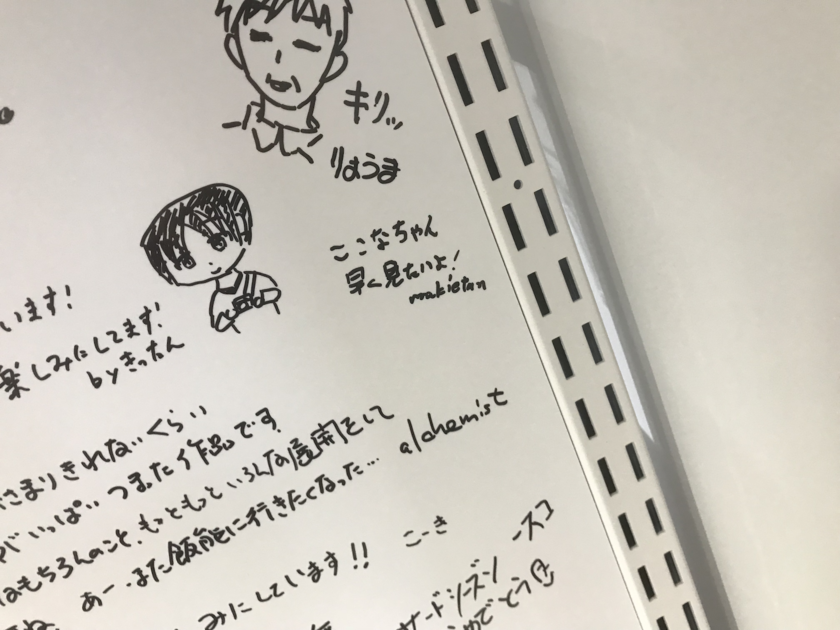 キリッ
りょうま
ここなちゃん
早く見たいよ!
makietan
います!
楽しみにしてます!
byきったん
さまりきれないくらい
がいっぱいつまった作品です
はもちろんのこと、もっともっといろんな展開をして
alchemist
あー、また飯能に行きたくなった…
しみにしています!!
こーき
サードシーズン